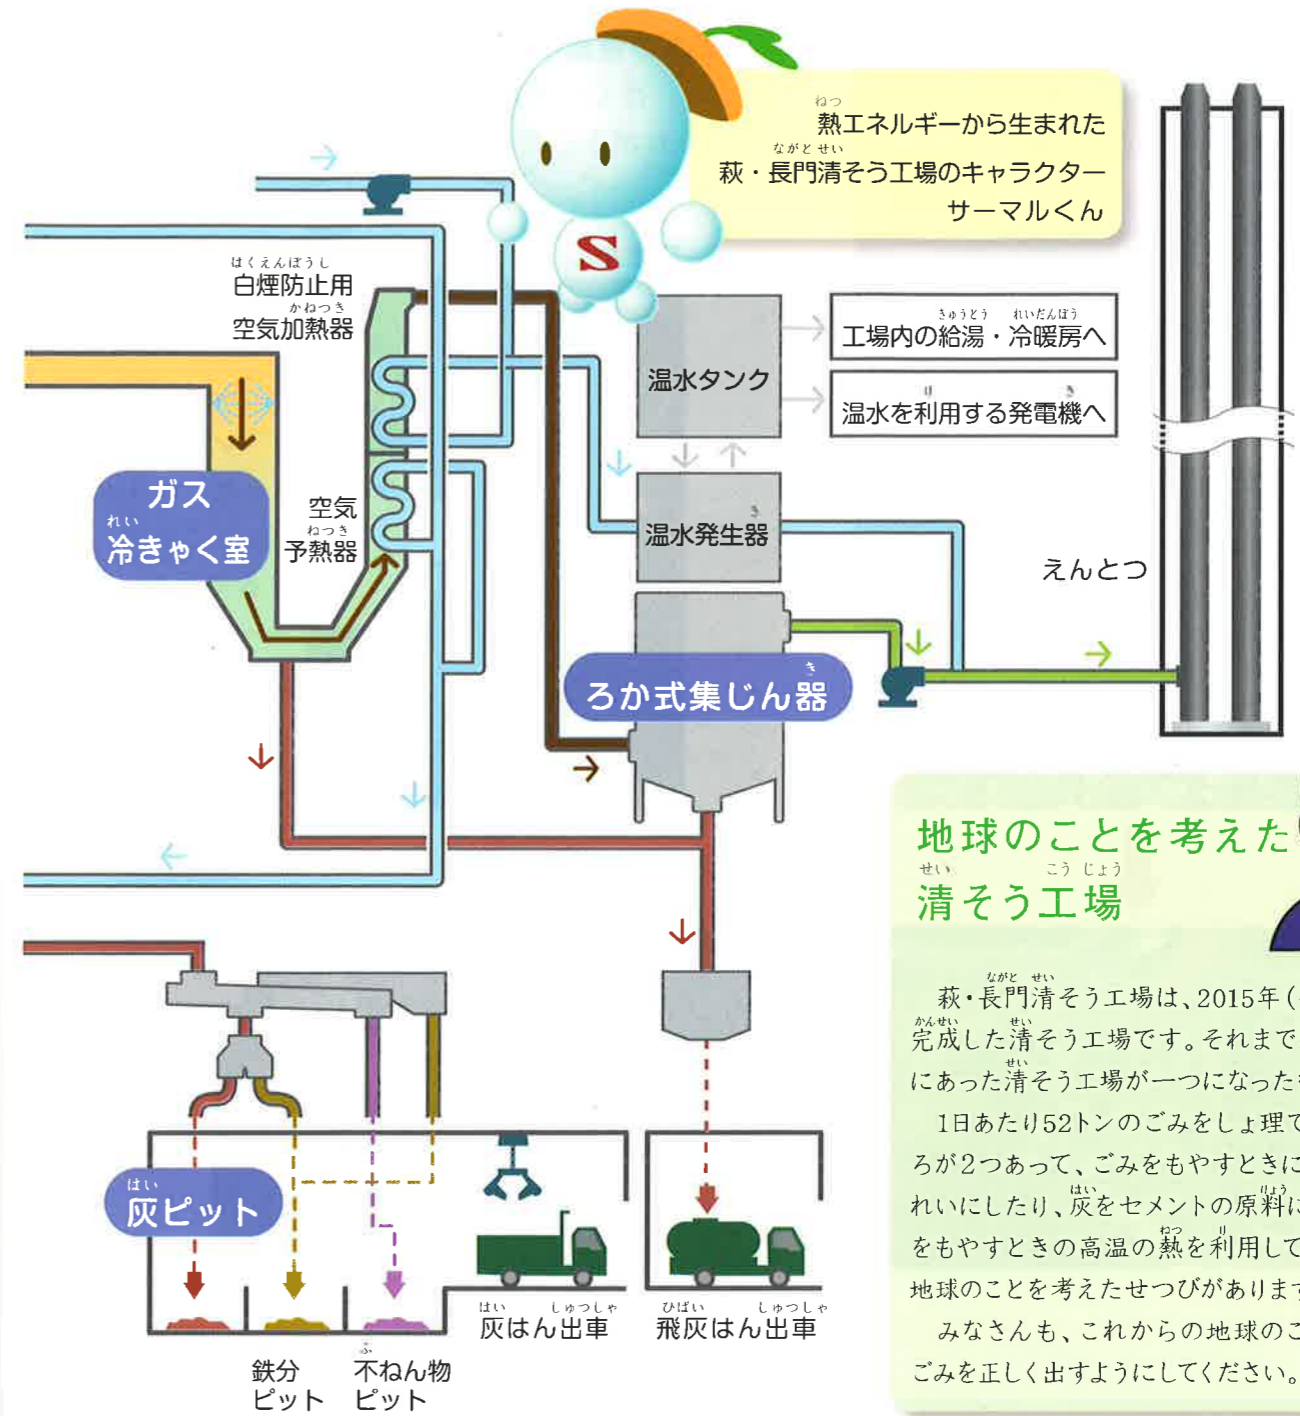 熱エネルギーから生まれた
萩・長門清そう工場のキャラクター
サーマルくん
S
白煙防止用
空気加熱器
温水タンク
工場内の給湯・冷暖房へ
温水を利用する発電機へ
ガス
冷きゃく室
空気
予熱器
温水発生器
えんとつ
ろか式集じん器
灰ピット
鉄分
ピット
不ねん物
ピット
灰はん出車
飛灰はん出車
地球のことを考えた
清そう工場
萩・長門清そう工場は、2015年(
完成した清そう工場です。それまで
にあった清そう工場が一つになった
1日あたり52トンのごみをしょ理で
ろが2つあって、ごみをもやすときに
れいにしたり、灰をセメントの原料に
をもやすときの高温の熱を利用して
地球のことを考えたせつびがあります
みなさんも、これからの地球のこ
ごみを正しく出すようにしてください。